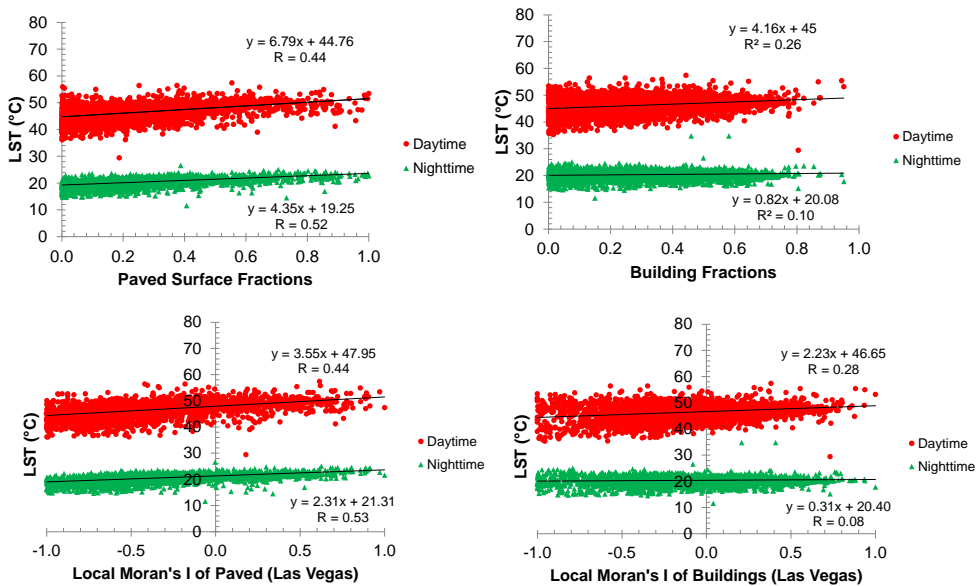 80
70
60
50
40
30
20
10
0
LST (°C)
y = 6.79x + 44.76
R = 0.44
Daytime
Nighttime
4.35x + 19.25
R = 0.52
0.0 0.2 0.4 0.6 0.8 1.0
Paved Surface Fractions
80
70
60
50
40
30
20
10
0
LST (°C)
y = 4.16x + 45
R² = 0.26
Daytime
Nighttime
0.82x + 20.08
R² = 0.10
0.0 0.2 0.4 0.6 0.8 1.0
Building Fractions
80
70
60
50
40
30
20
10
0
LST (°C)
y = 3.55x + 47.95
R = 0.44
Daytime
Nighttime
2.31x + 21.31
R = 0.53
-1.0 -0.5 0.0 0.5 1.0
Local Moran's I of Paved (Las Vegas)
80
70
60
50
40
30
20
10
0
LST (°C)
y = 2.23x + 46.65
R = 0.28
Daytime
Nighttime
0.31x + 20.40
R = 0.08
-1.0 -0.5 0.0 0.5 1.0
Local Moran's I of Buildings (Las Vegas)